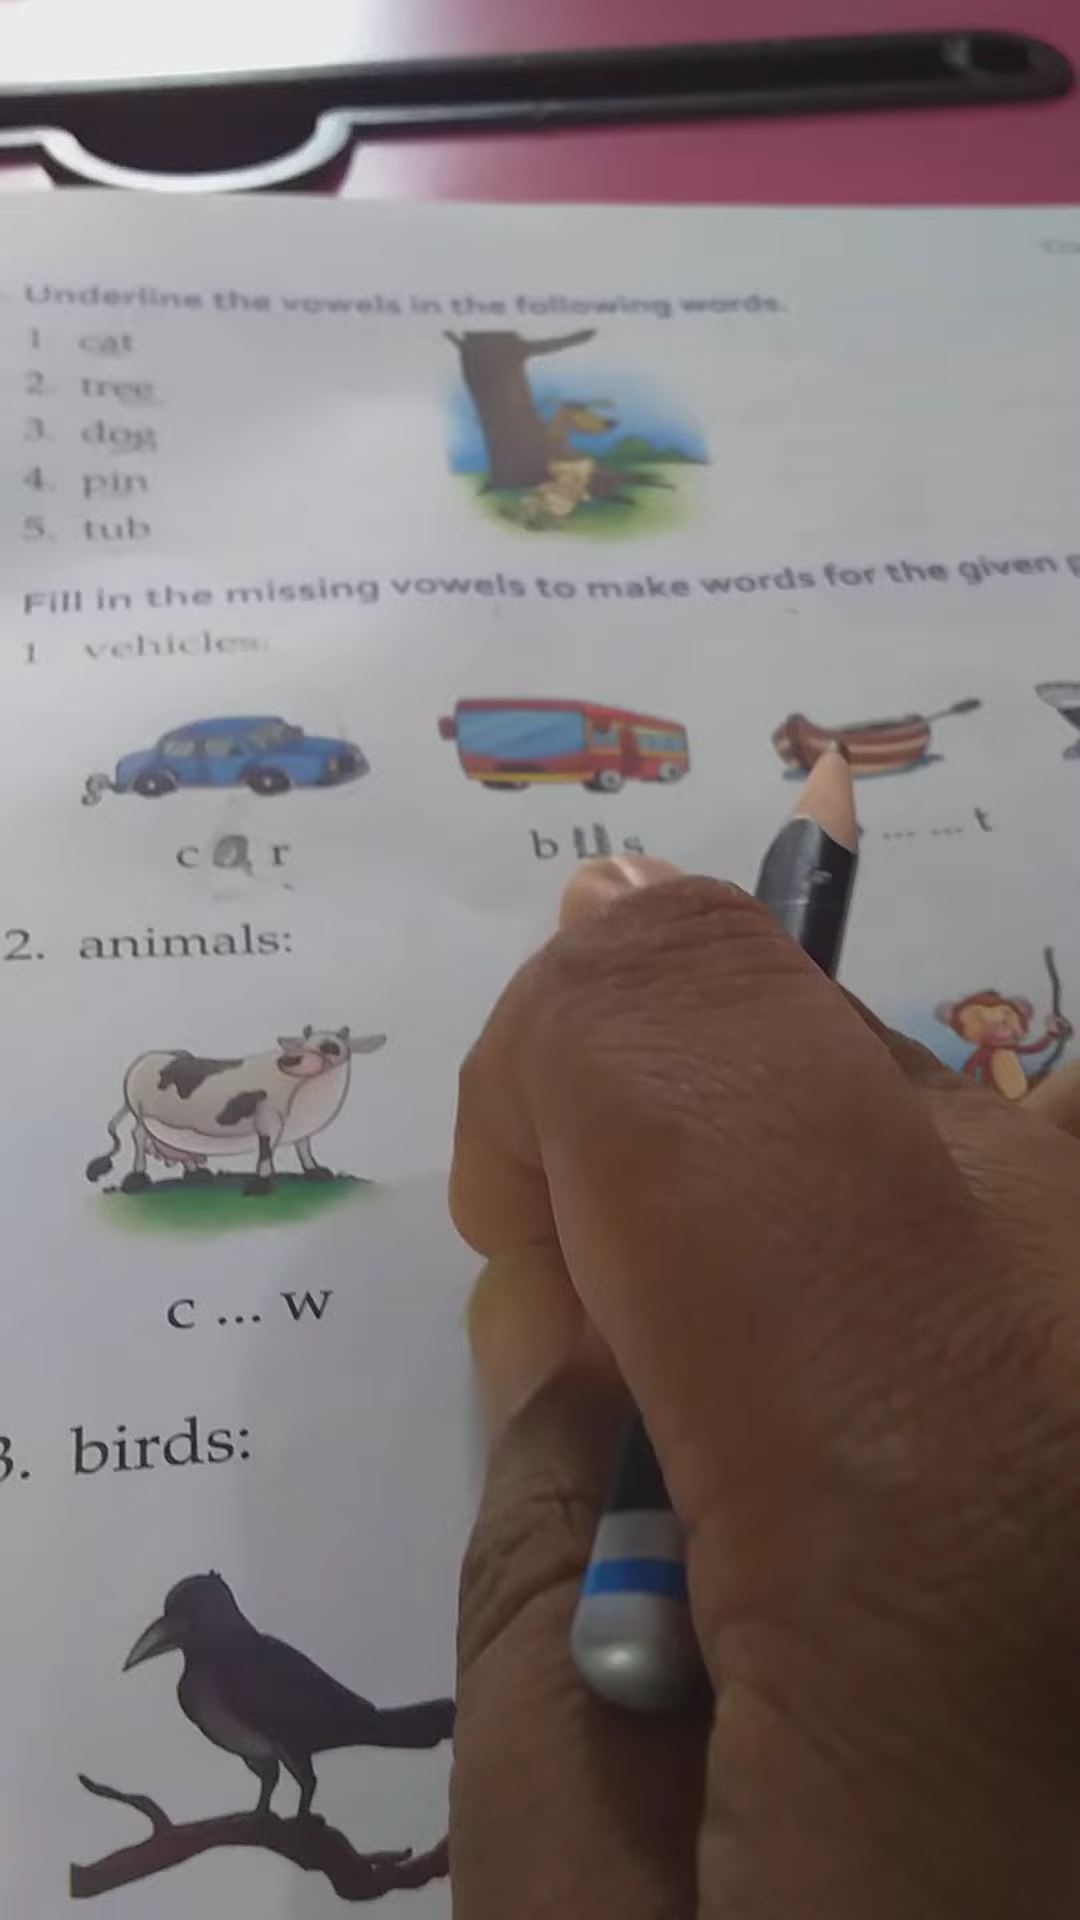 Underline the vowels in the following words.
1 cat
2. tree
3. dog
4. pin
5. tub
Fill in the missing vowels to make words for the given
1. vehicles:
c a r b u s ... ... t
2. animals:
c ... w
3. birds: